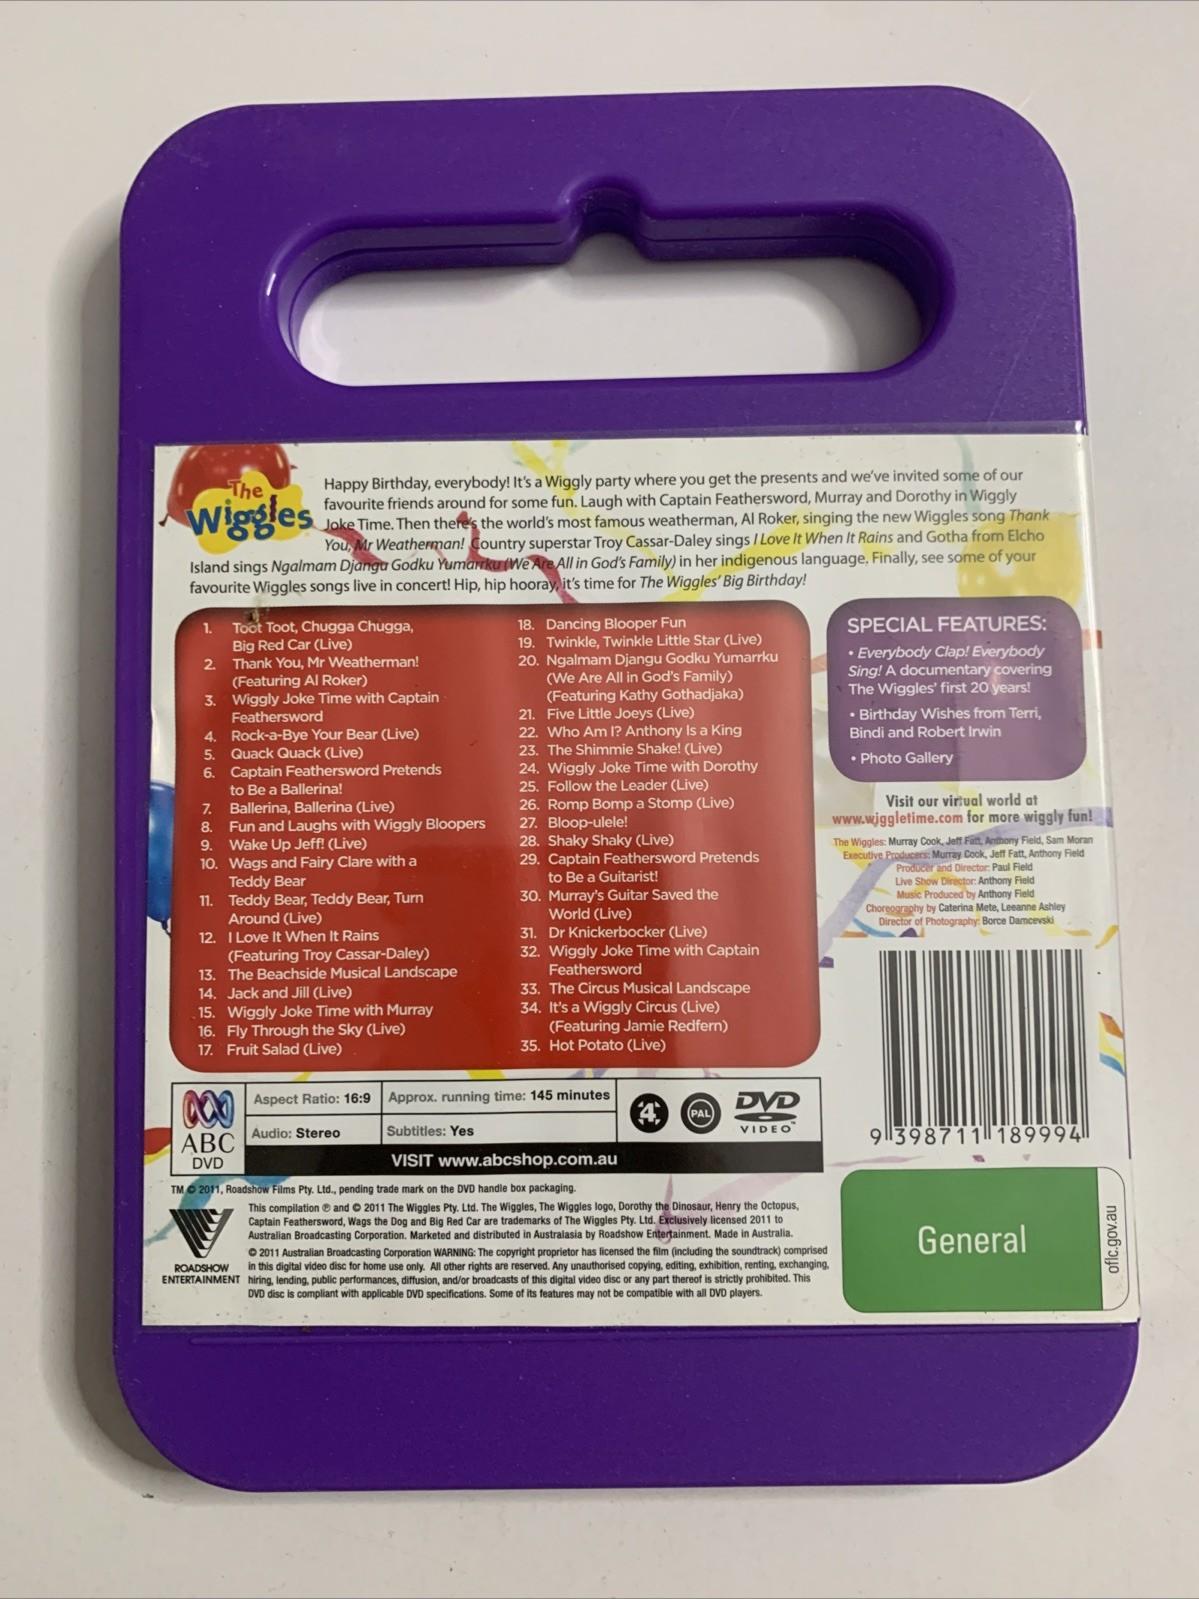 The
Wiggles
Happy Birthday, everybody! It's a Wiggly party where you get the presents and we've invited some of our
favourite friends around for some fun. Laugh with Captain Feathersword, Murray and Dorothy in Wiggly
Joke Time. Then there's the world's most famous weatherman, Al Roker, singing the new Wiggles song Thank
You, Mr Weatherman! Country superstar Troy Cassar-Daley sings I Love It When It Rains and Gotha from Elcho
Island sings Ngalmam Djangu Godku Yumarrku (We Are All in God's Family) in her indigenous language. Finally, see some of your
favourite Wiggles songs live in concert! Hip, hip hooray, it's time for The Wiggles' Big Birthday!
1. Toot Toot, Chugga Chugga,
Big Red Car (Live)
2. Thank You, Mr Weatherman!
(Featuring Al Roker)
3. Wiggly Joke Time with Captain
Feathersword
4. Rock-a-Bye Your Bear (Live)
5. Quack Quack (Live)
6. Captain Feathersword Pretends
to Be a Ballerina!
7. Ballerina, Ballerina (Live)
8. Fun and Laughs with Wiggly Bloopers
9. Wake Up Jeff! (Live)
10. Wags and Fairy Clare with a
Teddy Bear
11. Teddy Bear, Teddy Bear, Turn
Around (Live)
12. I Love It When It Rains
(Featuring Troy Cassar-Daley)
13. The Beachside Musical Landscape
14. Jack and Jill (Live)
15. Wiggly Joke Time with Murray
16. Fly Through the Sky (Live)
17. Fruit Salad (Live)
18. Dancing Blooper Fun
19. Twinkle, Twinkle Little Star (Live)
20. Ngalmam Djangu Godku Yumarrku
(We Are All in God's Family)
(Featuring Kathy Gothadjaka)
21. Five Little Joeys (Live)
22. Who Am I? Anthony Is a King
23. The Shimmie Shake! (Live)
24. Wiggly Joke Time with Dorothy
25. Follow the Leader (Live)
26. Romp Bomp a Stomp (Live)
27. Bloop-ulele!
28. Shaky Shaky (Live)
29. Captain Feathersword Pretends
to Be a Guitarist!
30. Murray's Guitar Saved the
World (Live)
31. Dr Knickerbocker (Live)
32. Wiggly Joke Time with Captain
Feathersword
33. The Circus Musical Landscape
34. It's a Wiggly Circus (Live)
(Featuring Jamie Redfern)
35. Hot Potato (Live)
SPECIAL FEATURES:
• Everybody Clap! Everybody
Sing! A documentary covering
The Wiggles' first 20 years!
• Birthday Wishes from Terri,
Bindi and Robert Irwin
• Photo Gallery
Visit our virtual world at
www.wiggletime.com for more wiggly fun!
The Wiggles: Murray Cook, Jeff Fatt, Anthony Field, Sam Moran
Executive Producers: Murray Cook, Jeff Fatt, Anthony Field
Producer and Director: Paul Field
Live Show Director: Anthony Field
Music Produced by Anthony Field
Choreography by Caterina Mete, Leeanne Ashley
Director of Photography: Borce Damcevski
9 398711 189994
ABC
DVD
Aspect Ratio: 16:9
Approx. running time: 145 minutes
Audio: Stereo
Subtitles: Yes
4
PAL
DVD
VIDEO™
VISIT www.abcshop.com.au
TM © 2011, Roadshow Films Pty. Ltd., pending trade mark on the DVD handle box packaging.
ROADSHOW
ENTERTAINMENT
This compilation ℗ and © 2011 The Wiggles Pty. Ltd. The Wiggles, The Wiggles logo, Dorothy the Dinosaur, Henry the Octopus,
Captain Feathersword, Wags the Dog and Big Red Car are trademarks of The Wiggles Pty. Ltd. Exclusively licensed 2011 to
Australian Broadcasting Corporation. Marketed and distributed in Australasia by Roadshow Entertainment. Made in Australia.
© 2011 Australian Broadcasting Corporation WARNING: The copyright proprietor has licensed the film (including the soundtrack) comprised
in this digital video disc for home use only. All other rights are reserved. Any unauthorised copying, editing, exhibition, renting, exchanging,
hiring, lending, public performances, diffusion, and/or broadcasts of this digital video disc or any part thereof is strictly prohibited. This
DVD disc is compliant with applicable DVD specifications. Some of its features may not be compatible with all DVD players.
General
oflc.gov.au